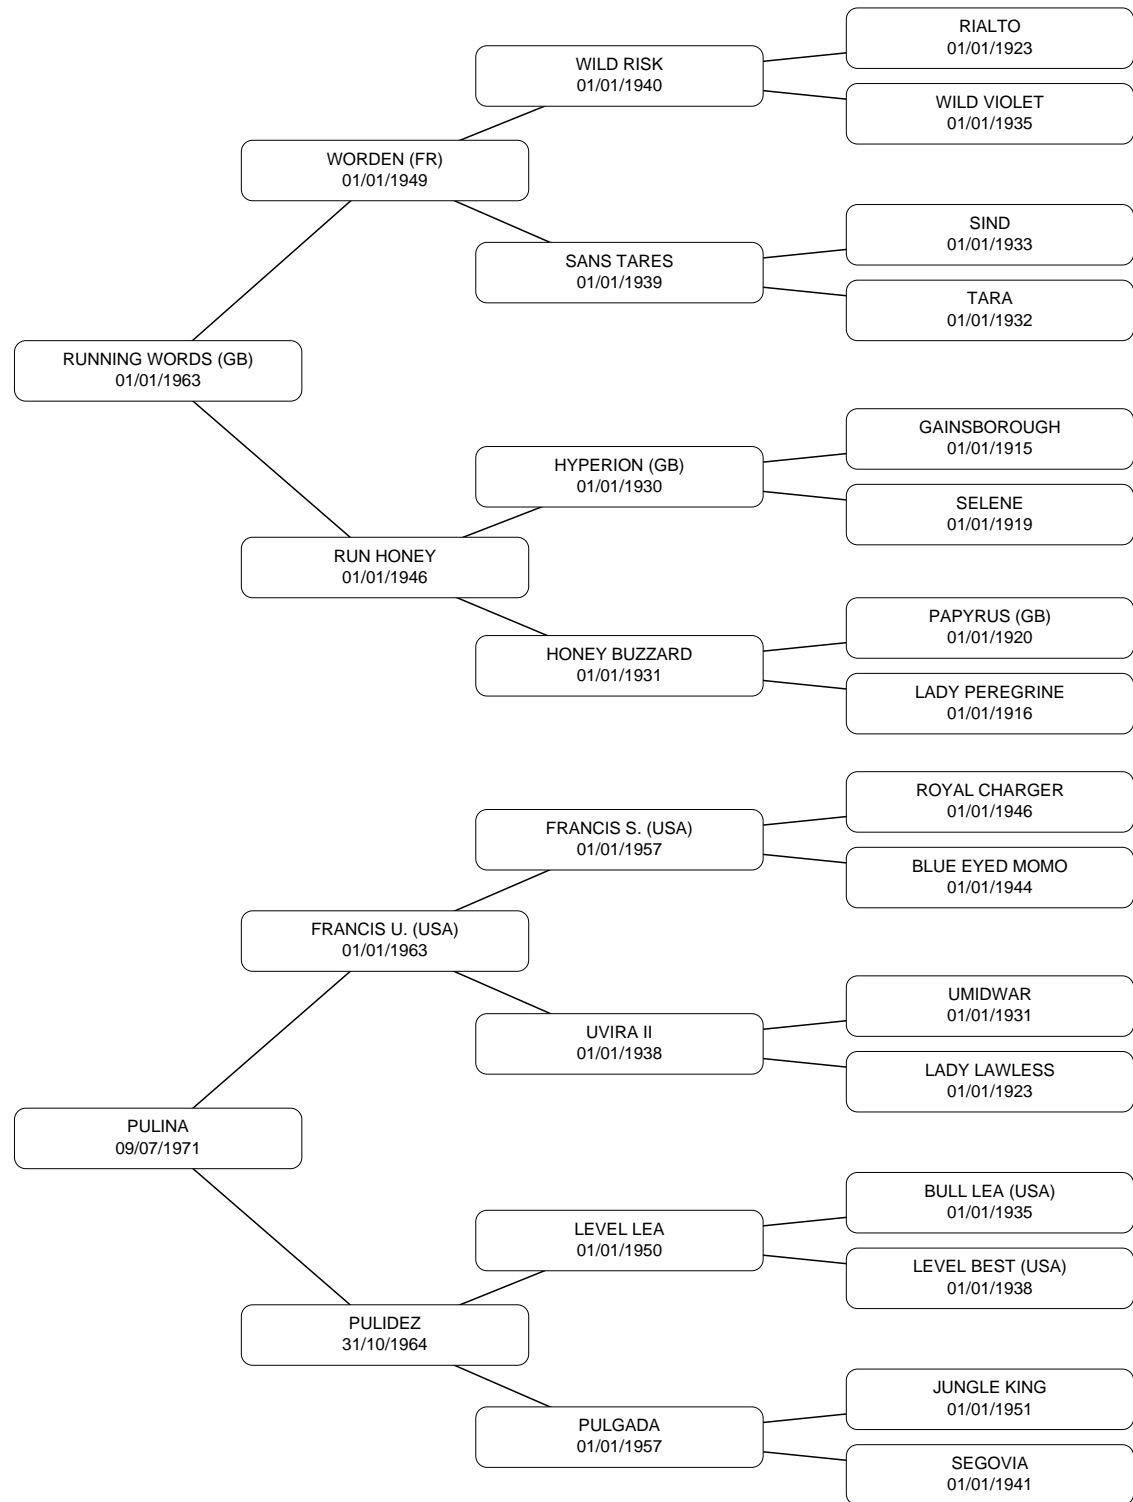 RIALTO
01/01/1923
WILD RISK
01/01/1940
WILD VIOLET
01/01/1935
WORDEN (FR)
01/01/1949
SIND
01/01/1933
SANS TARES
01/01/1939
TARA
01/01/1932
RUNNING WORDS (GB)
01/01/1963
GAINSBOROUGH
01/01/1915
HYPERION (GB)
01/01/1930
SELENE
01/01/1919
RUN HONEY
01/01/1946
PAPYRUS (GB)
01/01/1920
HONEY BUZZARD
01/01/1931
LADY PEREGRINE
01/01/1916
ROYAL CHARGER
01/01/1946
FRANCIS S. (USA)
01/01/1957
BLUE EYED MOMO
01/01/1944
FRANCIS U. (USA)
01/01/1963
UMIDWAR
01/01/1931
UVIRA II
01/01/1938
LADY LAWLESS
01/01/1923
PULINA
09/07/1971
BULL LEA (USA)
01/01/1935
LEVEL LEA
01/01/1950
LEVEL BEST (USA)
01/01/1938
PULIDEZ
31/10/1964
JUNGLE KING
01/01/1951
PULGADA
01/01/1957
SEGOVIA
01/01/1941